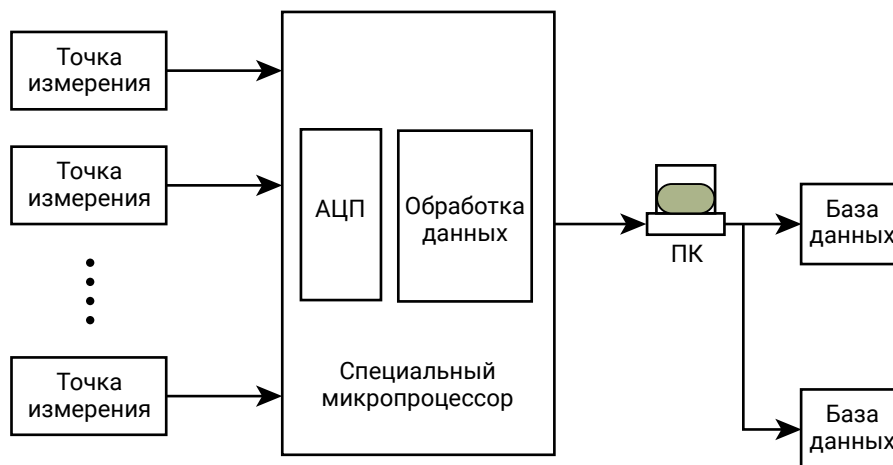 Точка
измерения
Точка
измерения
Точка
измерения
АЦП
Обработка
данных
Специальный
микропроцессор
ПК
База
данных
База
данных